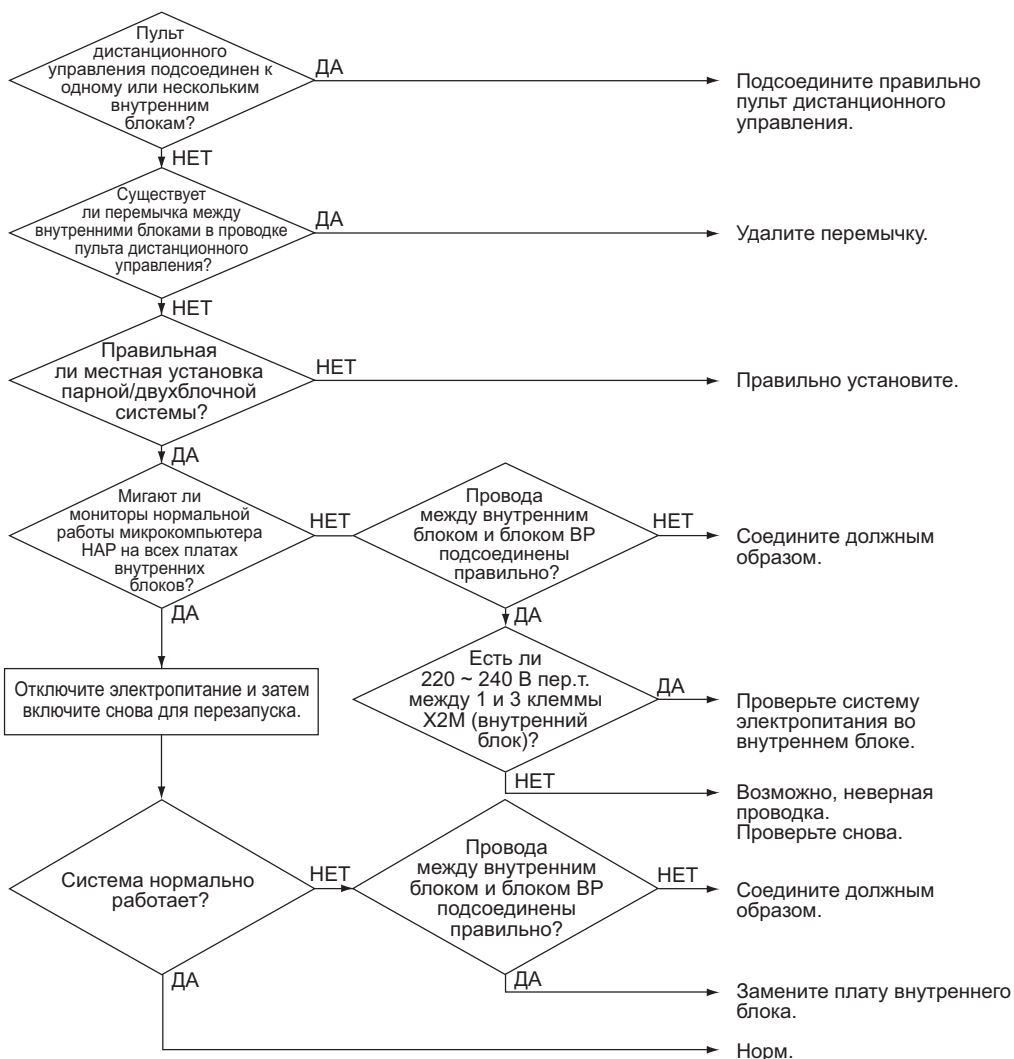 Пульт
дистанционного
управления подсоединен к
одному или нескольким
внутренним
блокам?
ДА
Подсоедините правильно
пульт дистанционного
управления.
НЕТ
Существует
ли перемычка между
внутренними блоками в проводке
пульта дистанционного
управления?
ДА
Удалите перемычку.
НЕТ
Правильная
ли местная установка
парной/двухблочной
системы?
НЕТ
Правильно установите.
ДА
Мигают ли
мониторы нормальной
работы микрокомпьютера
HAP на всех платах
внутренних
блоков?
НЕТ
Провода
между внутренним
блоком и блоком BP
подсоединены
правильно?
НЕТ
Соедините должным
образом.
ДА
ДА
Отключите электропитание и затем
включите снова для перезапуска.
Есть ли
220 ~ 240 В пер.т.
между 1 и 3 клеммы
X2M (внутренний
блок)?
ДА
Проверьте систему
электропитания во
внутреннем блоке.
НЕТ
Возможно, неверная
проводка.
Проверьте снова.
Система нормально
работает?
НЕТ
Провода
между внутренним
блоком и блоком BP
подсоединены
правильно?
НЕТ
Соедините должным
образом.
ДА
ДА
Замените плату внутреннего
блока.
Норм.